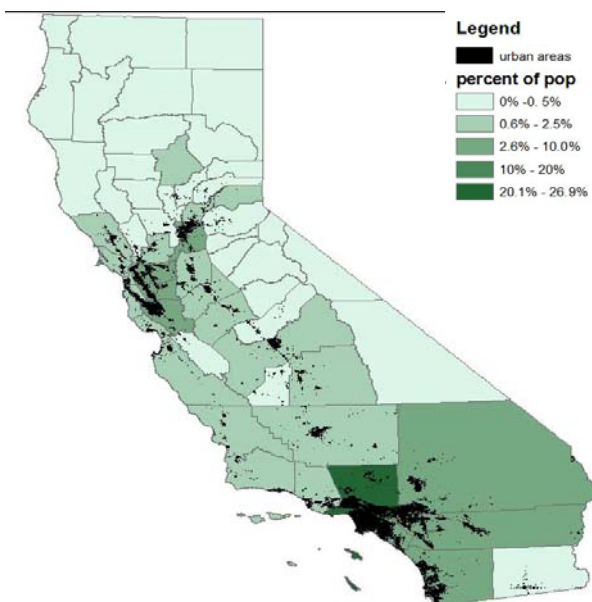 Legend
urban areas
percent of pop
0% -0. 5%
0.6% - 2.5%
2.6% - 10.0%
10% - 20%
20.1% - 26.9%